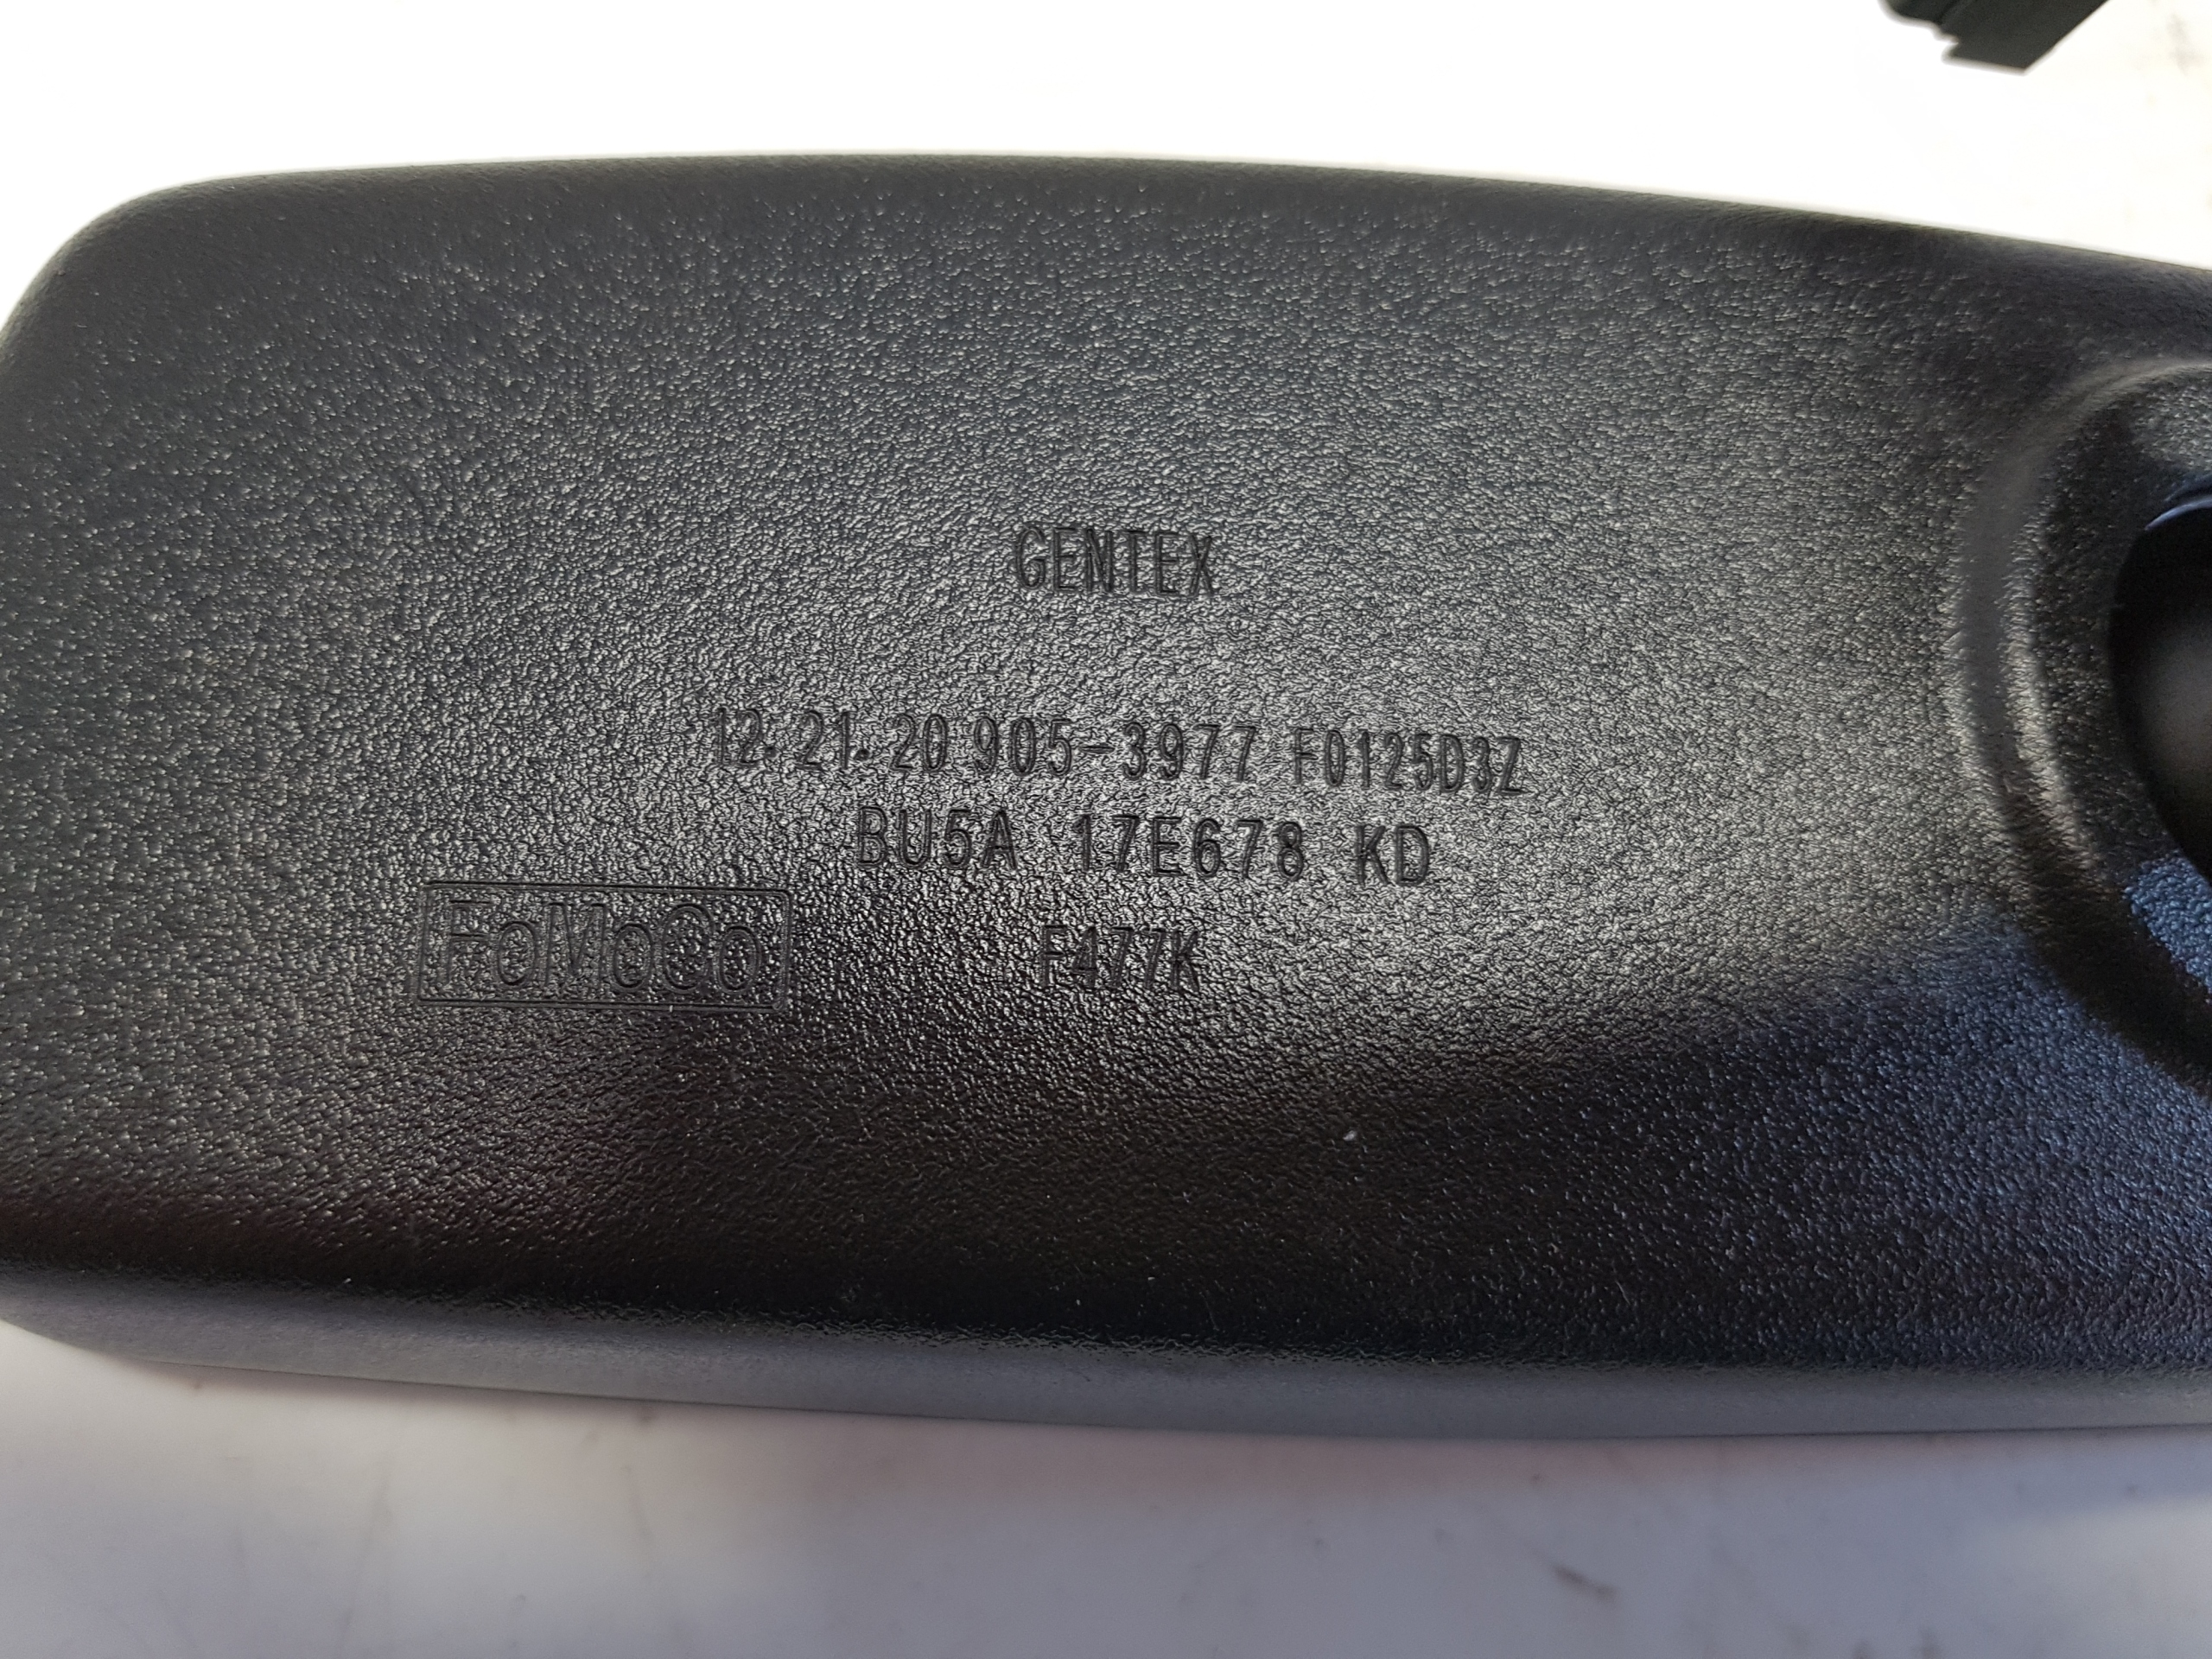 GENTEX
12.21.20 905-3977 F0125D3Z
BU5A 17E678 KD
FoMoCo F477K